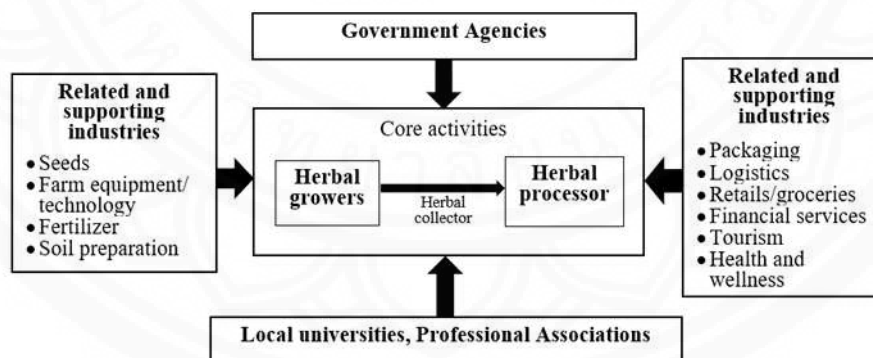 Government Agencies
Related and
supporting
industries
• Seeds
• Farm equipment/
technology
• Fertilizer
• Soil preparation
Core activities
Herbal
growers
Herbal
collector
Herbal
processor
Related and
supporting
industries
• Packaging
• Logistics
• Retails/groceries
• Financial services
• Tourism
• Health and
wellness
Local universities, Professional Associations